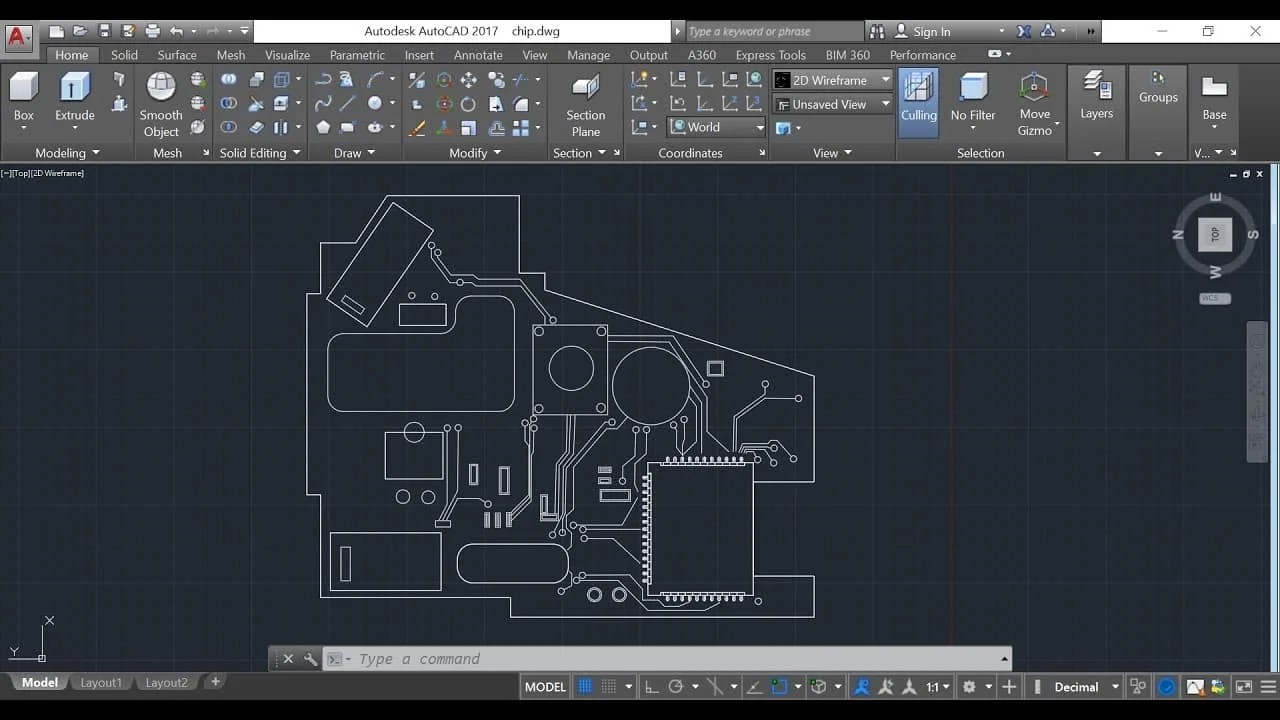 Autodesk AutoCAD 2017 chip.dwg
Type a keyword or phrase
Sign In
Home Solid Surface Mesh Visualize Parametric Insert Annotate View Manage Output A360 Express Tools BIM 360 Performance
Box
Extrude
Smooth
Object
Section
Plane
World
2D Wireframe
Unsaved View
Culling
No Filter
Move
Gizmo
Layers
Groups
Base
Modeling Mesh Solid Editing Draw Modify Section Coordinates View Selection V...
[−][Top][2D Wireframe]
E
N TOP S
W
WCS
X
Y
Type a command
Model Layout1 Layout2 +
MODEL 1:1 Decimal